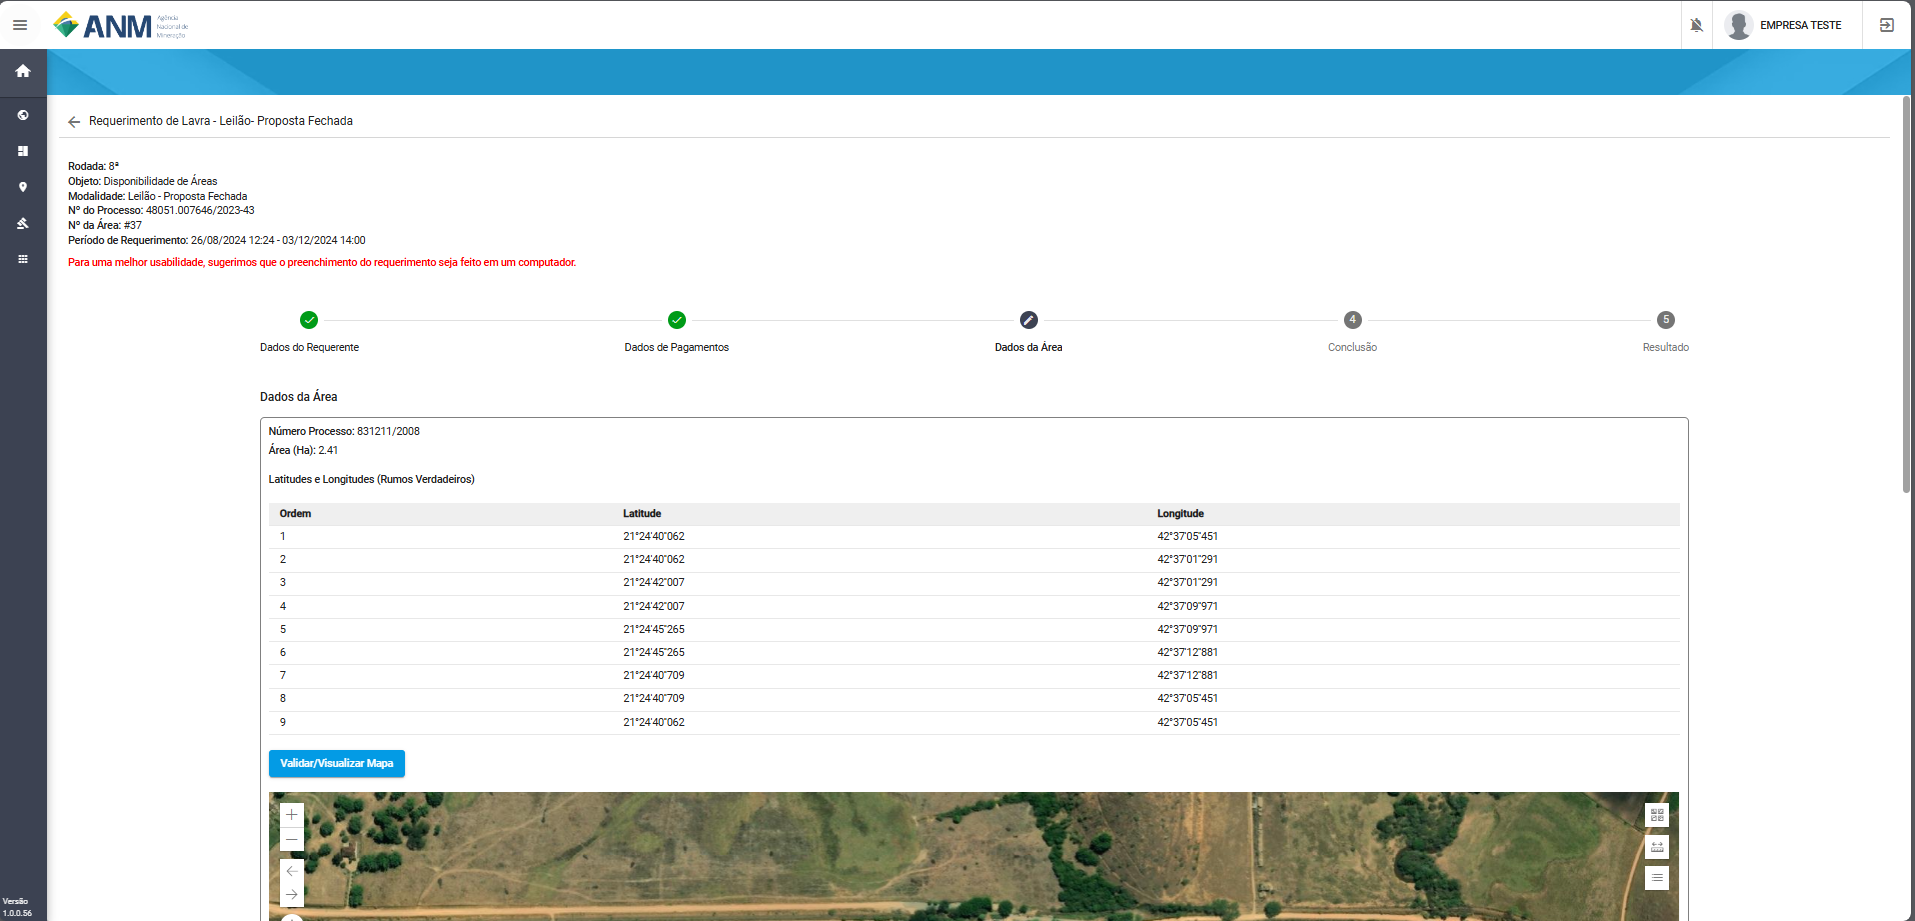 ANM
Agência
Nacional de
Mineração
EMPRESA TESTE
Requerimento de Lavra - Leilão- Proposta Fechada
Rodada: 8ª
Objeto: Disponibilidade de Áreas
Modalidade: Leilão - Proposta Fechada
Nº do Processo: 48051.007646/2023-43
Nº da Área: #37
Período de Requerimento: 26/08/2024 12:24 - 03/12/2024 14:00
Para uma melhor usabilidade, sugerimos que o preenchimento do requerimento seja feito em um computador.
4 5
Dados do Requerente Dados de Pagamentos Dados da Área Conclusão Resultado
Dados da Área
Número Processo: 831211/2008
Área (Ha): 2.41
Latitudes e Longitudes (Rumos Verdadeiros)
Ordem Latitude Longitude
1 21°24'40"062 42°37'05"451
2 21°24'40"062 42°37'01"291
3 21°24'42"007 42°37'01"291
4 21°24'42"007 42°37'09"971
5 21°24'45"265 42°37'09"971
6 21°24'45"265 42°37'12"881
7 21°24'40"709 42°37'12"881
8 21°24'40"709 42°37'05"451
9 21°24'40"062 42°37'05"451
Validar/Visualizar Mapa
Versão
1.0.0.56